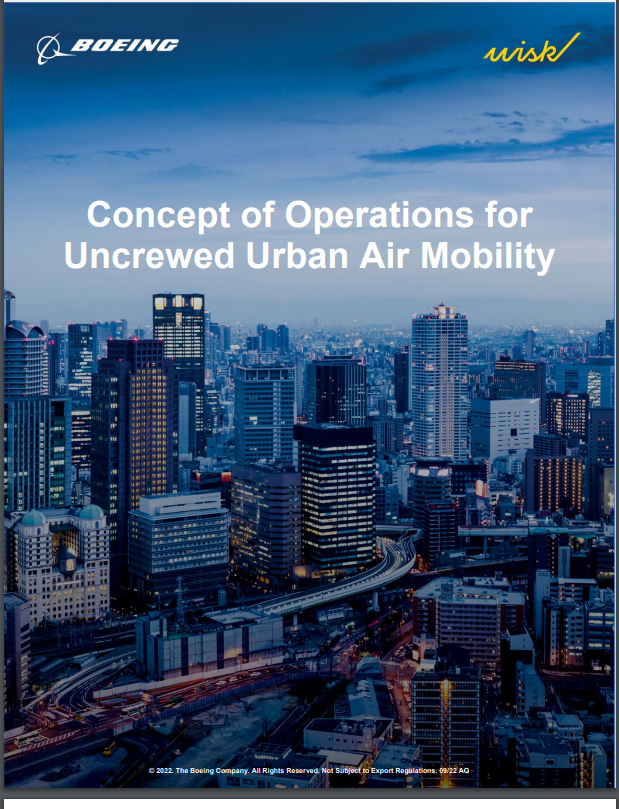 BOEING
wisk
Concept of Operations for
Uncrewed Urban Air Mobility
© 2022. The Boeing Company. All Rights Reserved. Not Subject to Export Regulations. 09/22 AQ